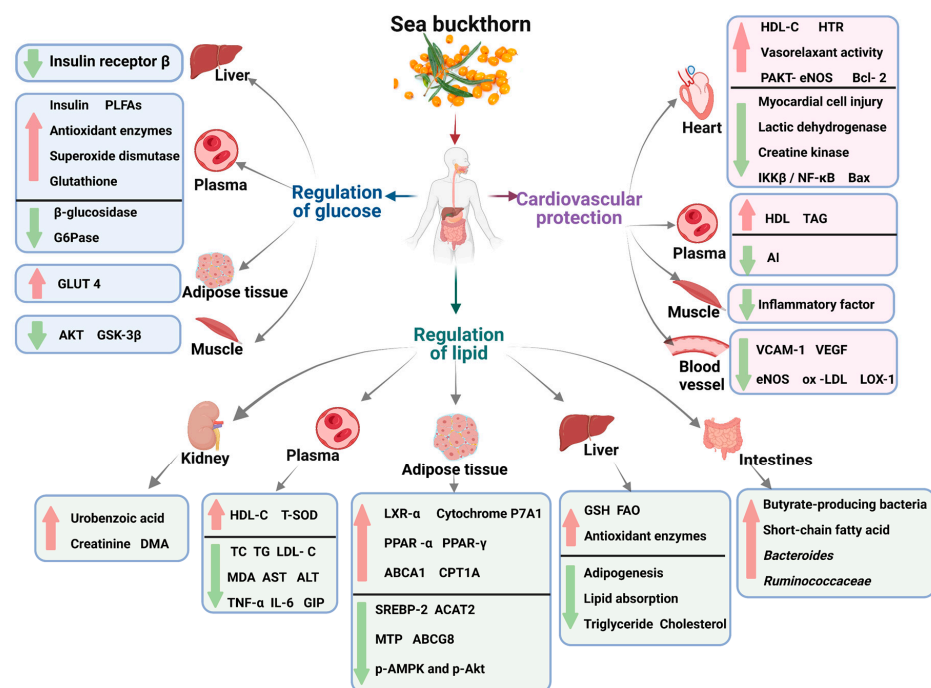 Sea buckthorn
Insulin receptor β
Liver
Insulin PLFAs
Antioxidant enzymes
Superoxide dismutase
Glutathione
β-glucosidase
G6Pase
Plasma
GLUT 4
Adipose tissue
AKT GSK-3β
Muscle
Regulation
of glucose
Cardiovascular
protection
HDL-C HTR
Vasorelaxant activity
PAKT- eNOS Bcl- 2
Myocardial cell injury
Lactic dehydrogenase
Creatine kinase
IKKβ / NF-κB Bax
Heart
HDL TAG
AI
Plasma
Inflammatory factor
Muscle
VCAM-1 VEGF
eNOS ox -LDL LOX-1
Blood
vessel
Regulation
of lipid
Kidney
Urobenzoic acid
Creatinine DMA
Plasma
HDL-C T-SOD
TC TG LDL- C
MDA AST ALT
TNF-α IL-6 GIP
Adipose tissue
LXR-α Cytochrome P7A1
PPAR -α PPAR-γ
ABCA1 CPT1A
SREBP-2 ACAT2
MTP ABCG8
p-AMPK and p-Akt
Liver
GSH FAO
Antioxidant enzymes
Adipogenesis
Lipid absorption
Triglyceride Cholesterol
Intestines
Butyrate-producing bacteria
Short-chain fatty acid
Bacteroides
Ruminococcaceae